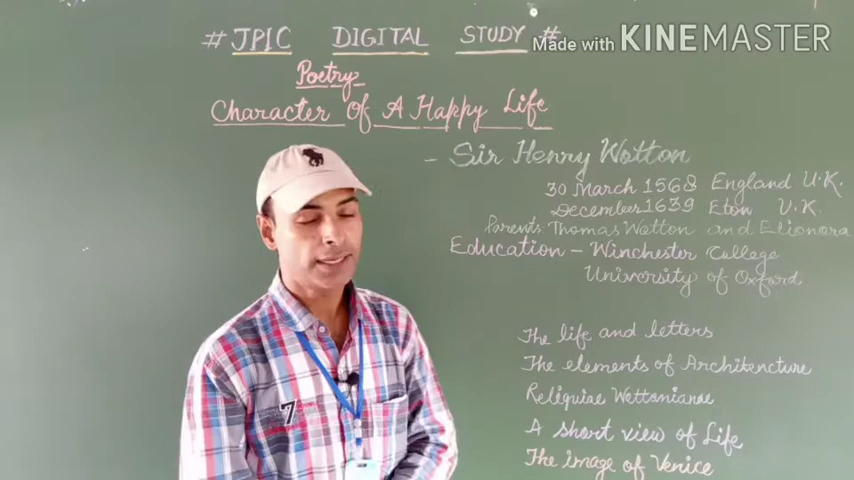 Made with KINEMASTER
# JPIC DIGITAL STUDY #
Poetry
Character Of A Happy Life
- Sir Henry Wotton
30 March 1568 England U.K.
December 1639 Eton U.K.
Parents: Thomas Wotton and Elionora
Education - Winchester College
University of Oxford
The life and letters
The elements of Architencture
Reliquiae Wottonianae
A short view of Life
The image of Venice
7